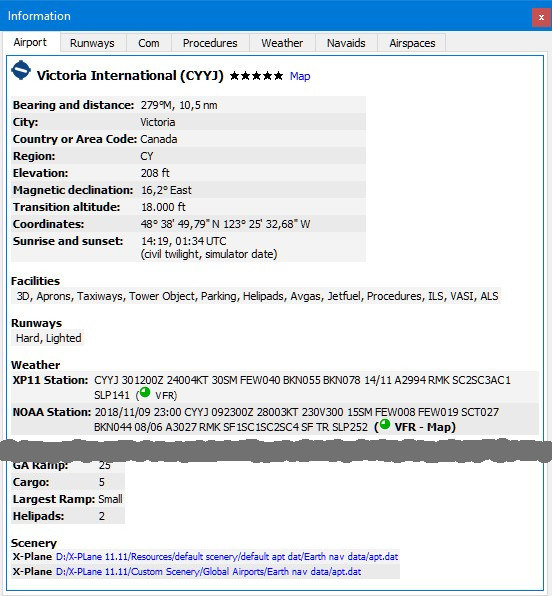 Information
x
Airport Runways Com Procedures Weather Navaids Airspaces
Victoria International (CYYJ) ★★★★★ Map
Bearing and distance: 279°M, 10,5 nm
City: Victoria
Country or Area Code: Canada
Region: CY
Elevation: 208 ft
Magnetic declination: 16,2° East
Transition altitude: 18.000 ft
Coordinates: 48° 38' 49,79" N 123° 25' 32,68" W
Sunrise and sunset: 14:19, 01:34 UTC
(civil twilight, simulator date)
Facilities
3D, Aprons, Taxiways, Tower Object, Parking, Helipads, Avgas, Jetfuel, Procedures, ILS, VASI, ALS
Runways
Hard, Lighted
Weather
XP11 Station: CYYJ 301200Z 24004KT 30SM FEW040 BKN055 BKN078 14/11 A2994 RMK SC2SC3AC1
SLP141 ( VFR)
NOAA Station: 2018/11/09 23:00 CYYJ 092300Z 28003KT 230V300 15SM FEW008 FEW019 SCT027
BKN044 08/06 A3027 RMK SF1SC1SC2SC4 SF TR SLP252 ( VFR - Map)
GA Ramp: 25
Cargo: 5
Largest Ramp: Small
Helipads: 2
Scenery
X-Plane D:/X-PLane 11.11/Resources/default scenery/default apt dat/Earth nav data/apt.dat
X-Plane D:/X-PLane 11.11/Custom Scenery/Global Airports/Earth nav data/apt.dat